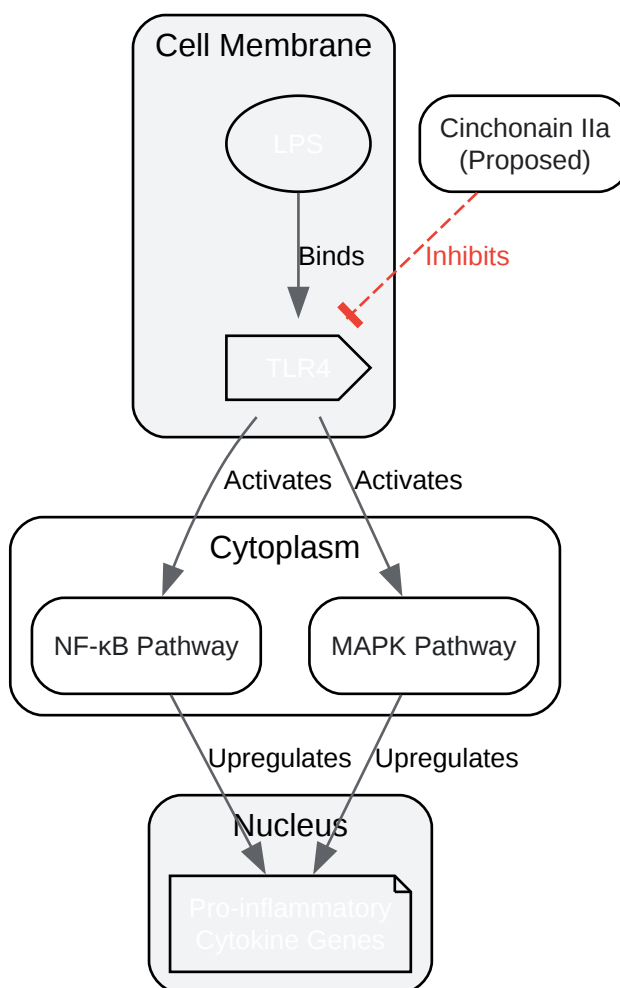 Cell Membrane
LPS
Cinchonain IIa
(Proposed)
Binds
Inhibits
TLR4
Activates
Activates
Cytoplasm
NF-κB Pathway
MAPK Pathway
Upregulates
Upregulates
Nucleus
Pro-inflammatory
Cytokine Genes